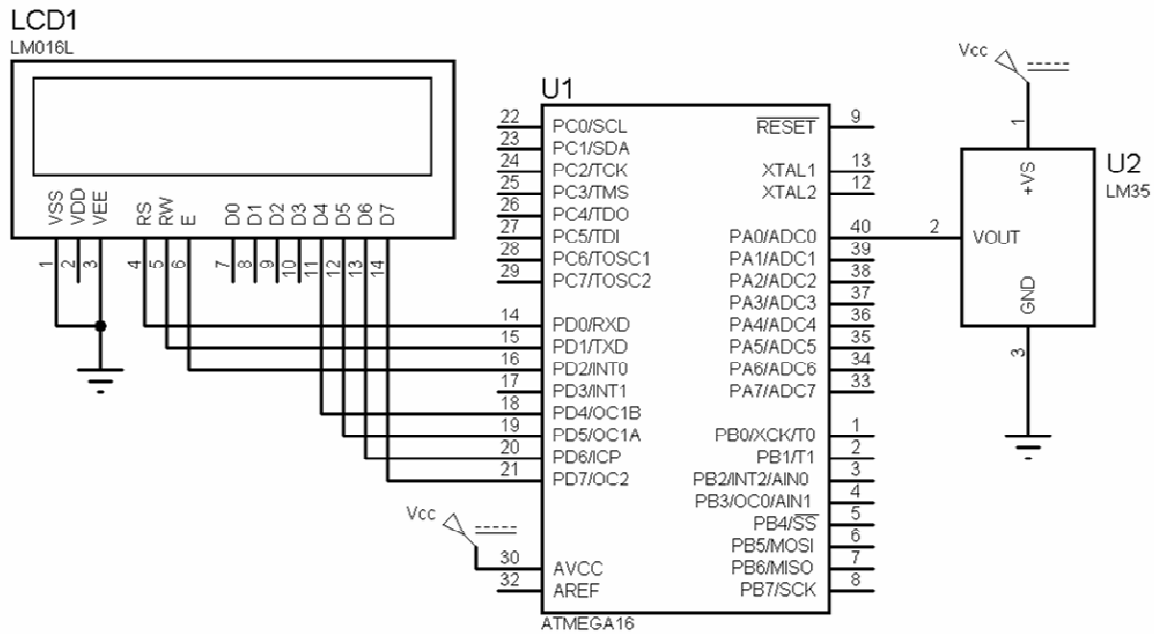 LCD1
LM016L
VSS
VDD
VEE
RS
RW
E
D0
D1
D2
D3
D4
D5
D6
D7
1
2
3
4
5
6
7
8
9
10
11
12
13
14
U1
22 PC0/SCL
23 PC1/SDA
24 PC2/TCK
25 PC3/TMS
26 PC4/TDO
27 PC5/TDI
28 PC6/TOSC1
29 PC7/TOSC2
14 PD0/RXD
15 PD1/TXD
16 PD2/INT0
17 PD3/INT1
18 PD4/OC1B
19 PD5/OC1A
20 PD6/ICP
21 PD7/OC2
Vcc
30 AVCC
32 AREF
RESET 9
XTAL1 13
XTAL2 12
PA0/ADC0 40
PA1/ADC1 39
PA2/ADC2 38
PA3/ADC3 37
PA4/ADC4 36
PA5/ADC5 35
PA6/ADC6 34
PA7/ADC7 33
PB0/XCK/T0 1
PB1/T1 2
PB2/INT2/AIN0 3
PB3/OC0/AIN1 4
PB4/SS 5
PB5/MOSI 6
PB6/MISO 7
PB7/SCK 8
ATMEGA16
Vcc
1
+VS
U2
LM35
2 VOUT
GND
3